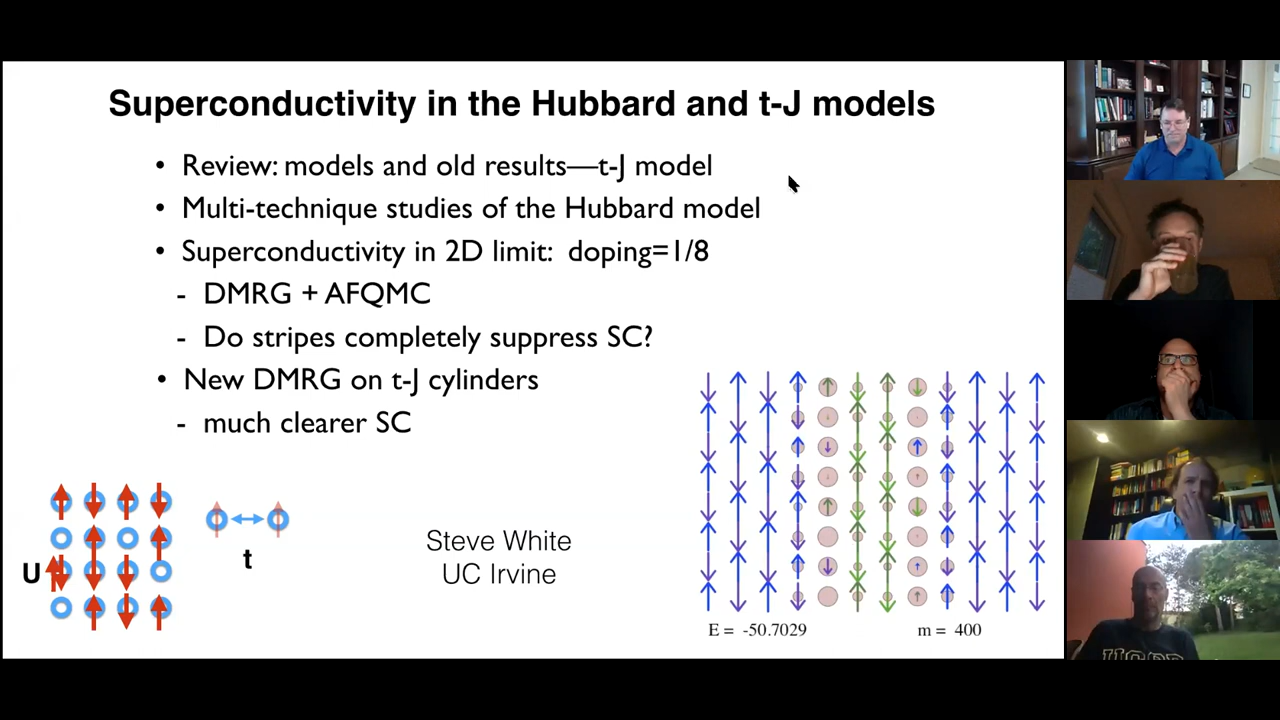 Superconductivity in the Hubbard and t-J models
• Review: models and old results—t-J model
• Multi-technique studies of the Hubbard model
• Superconductivity in 2D limit: doping=1/8
- DMRG + AFQMC
- Do stripes completely suppress SC?
• New DMRG on t-J cylinders
- much clearer SC
U
t
Steve White
UC Irvine
E = -50.7029
m = 400